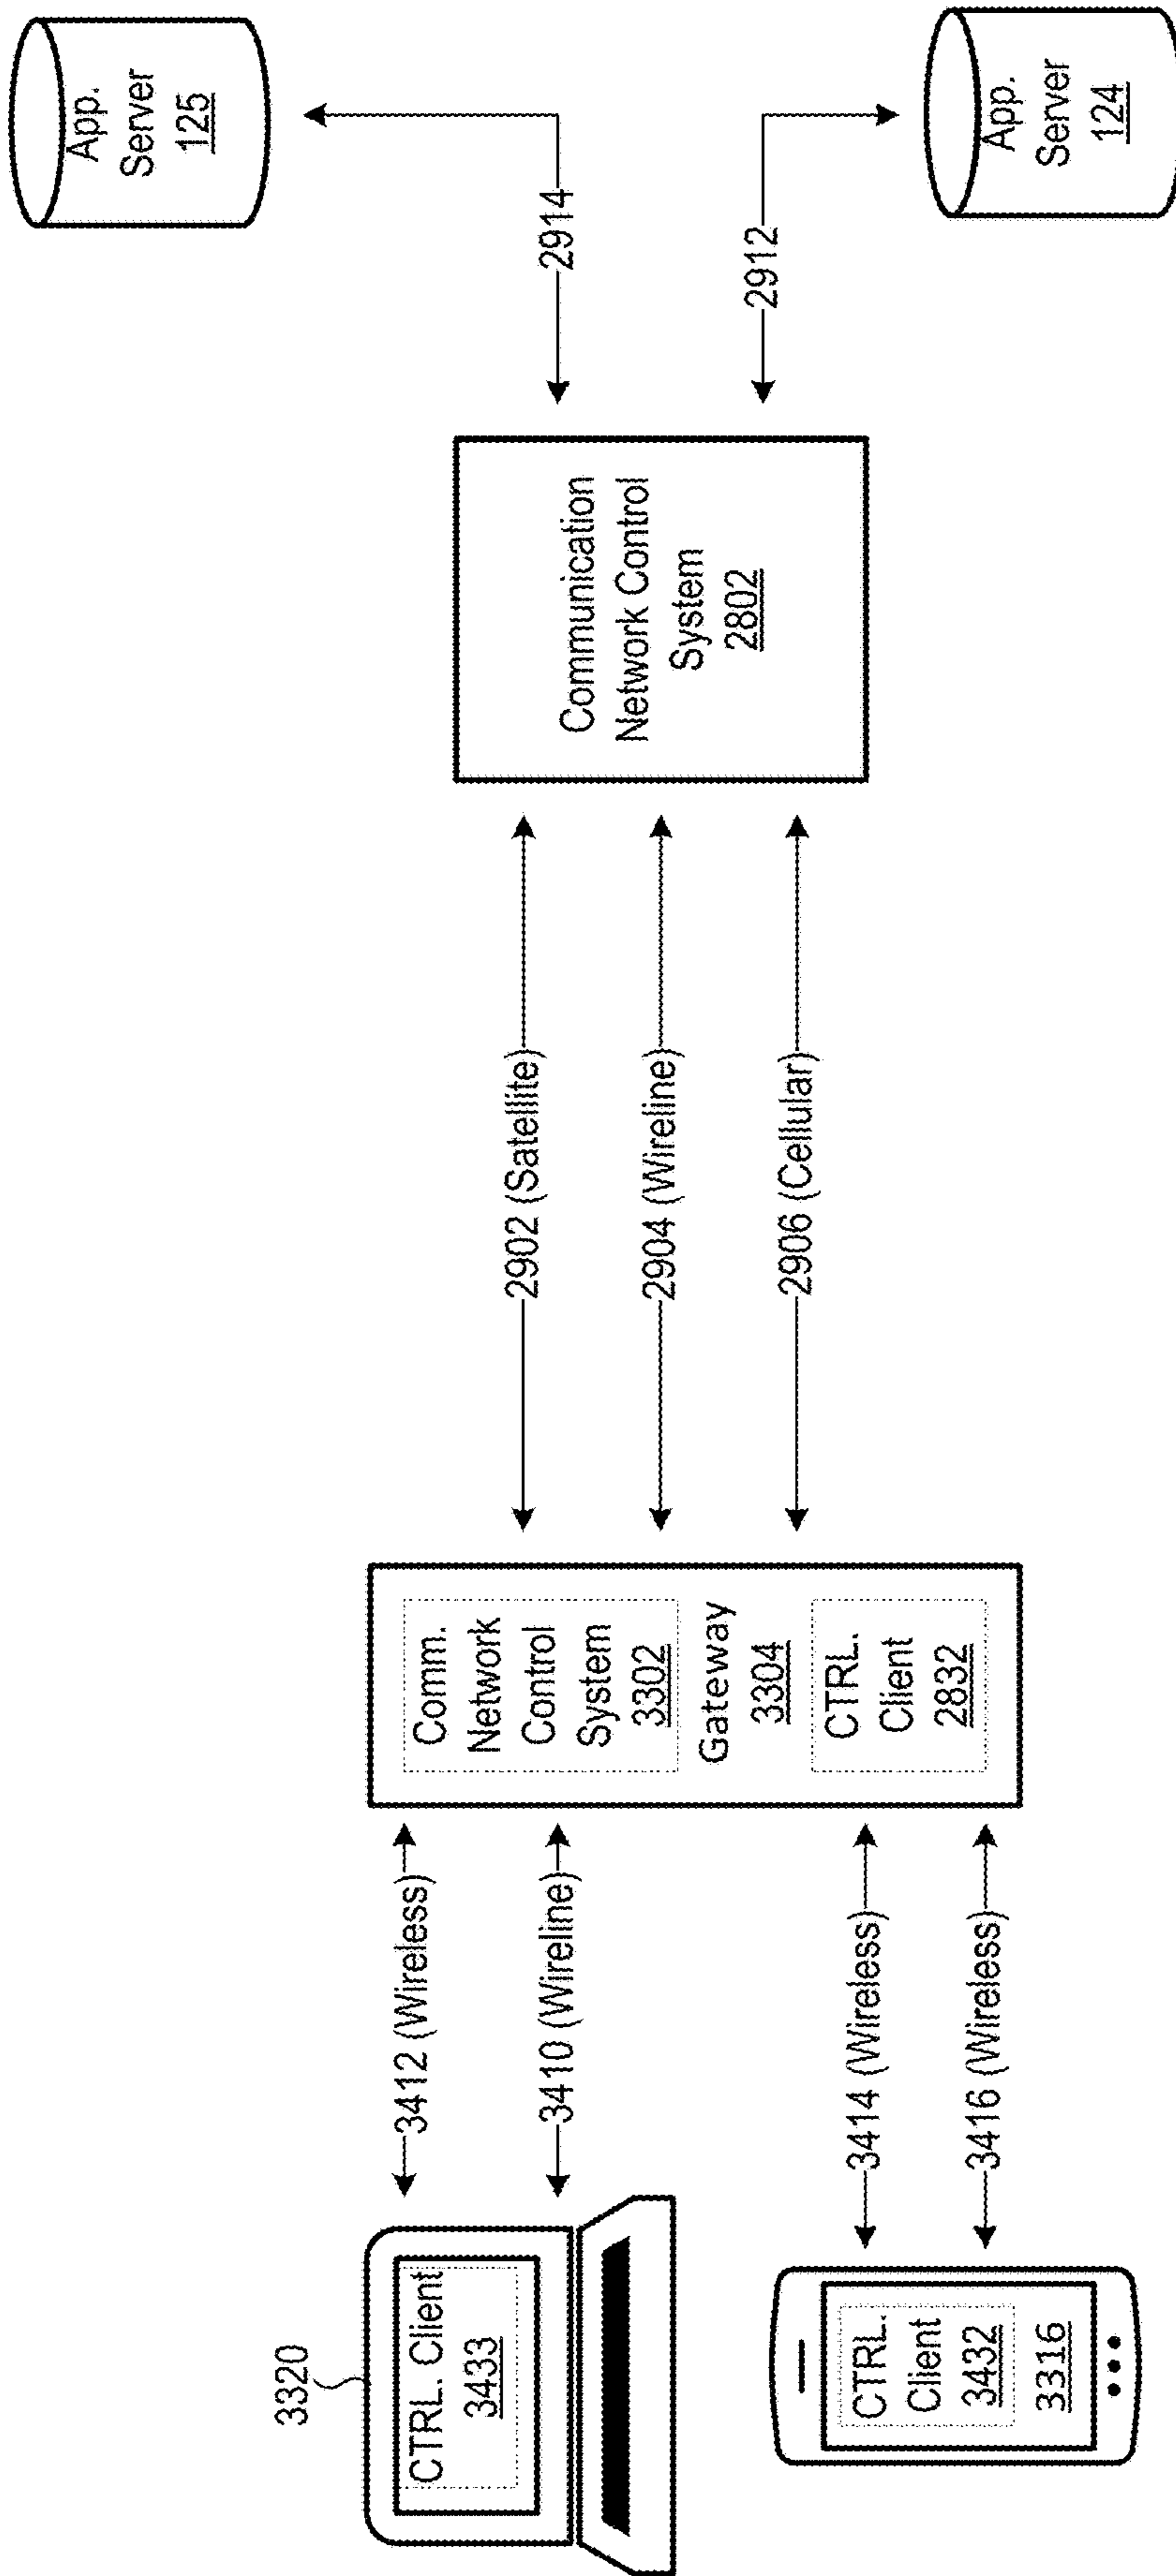 3320
CTRL. Client
3433
CTRL.
Client
3432
3316
3412 (Wireless)
3410 (Wireline)
3414 (Wireless)
3416 (Wireless)
Comm.
Network
Control
System
3302
Gateway
3304
CTRL.
Client
2832
2902 (Satellite)
2904 (Wireline)
2906 (Cellular)
Communication
Network Control
System
2802
2914
2912
App.
Server
125
App.
Server
124